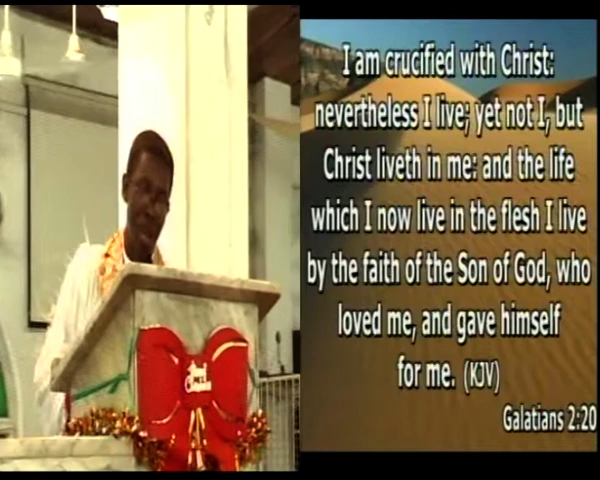 I am crucified with Christ:
nevertheless I live; yet not I, but
Christ liveth in me: and the life
which I now live in the flesh I live
by the faith of the Son of God, who
loved me, and gave himself
for me. (KJV)
Galatians 2:20